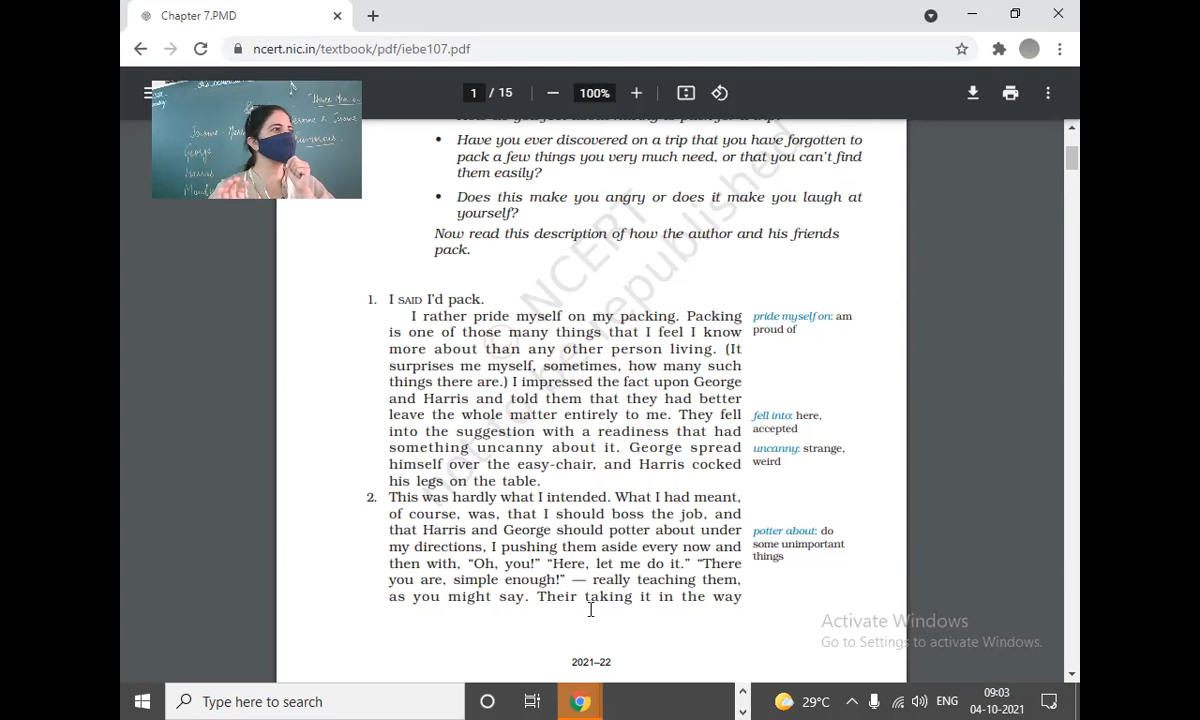 Chapter 7.PMD
ncert.nic.in/textbook/pdf/iebe107.pdf
1 / 15
100%
"Have you
Jerome & Jerome
humorous.
George
• Have you ever discovered on a trip that you have forgotten to
pack a few things you very much need, or that you can't find
them easily?
• Does this make you angry or does it make you laugh at
yourself?
Now read this description of how the author and his friends
pack.
© NCERT
not to be republished
1. I SAID I'd pack.
I rather pride myself on my packing. Packing
is one of those many things that I feel I know
more about than any other person living. (It
surprises me myself, sometimes, how many such
things there are.) I impressed the fact upon George
and Harris and told them that they had better
leave the whole matter entirely to me. They fell
into the suggestion with a readiness that had
something uncanny about it. George spread
himself over the easy-chair, and Harris cocked
his legs on the table.
pride myself on: am
proud of
fell into: here,
accepted
uncanny: strange,
weird
2. This was hardly what I intended. What I had meant,
of course, was, that I should boss the job, and
that Harris and George should potter about under
my directions, I pushing them aside every now and
then with, “Oh, you!” “Here, let me do it.” “There
you are, simple enough!” — really teaching them,
as you might say. Their taking it in the way
potter about: do
some unimportant
things
2021–22
Activate Windows
Go to Settings to activate Windows.
Type here to search
29°C
ENG
09:03
04-10-2021